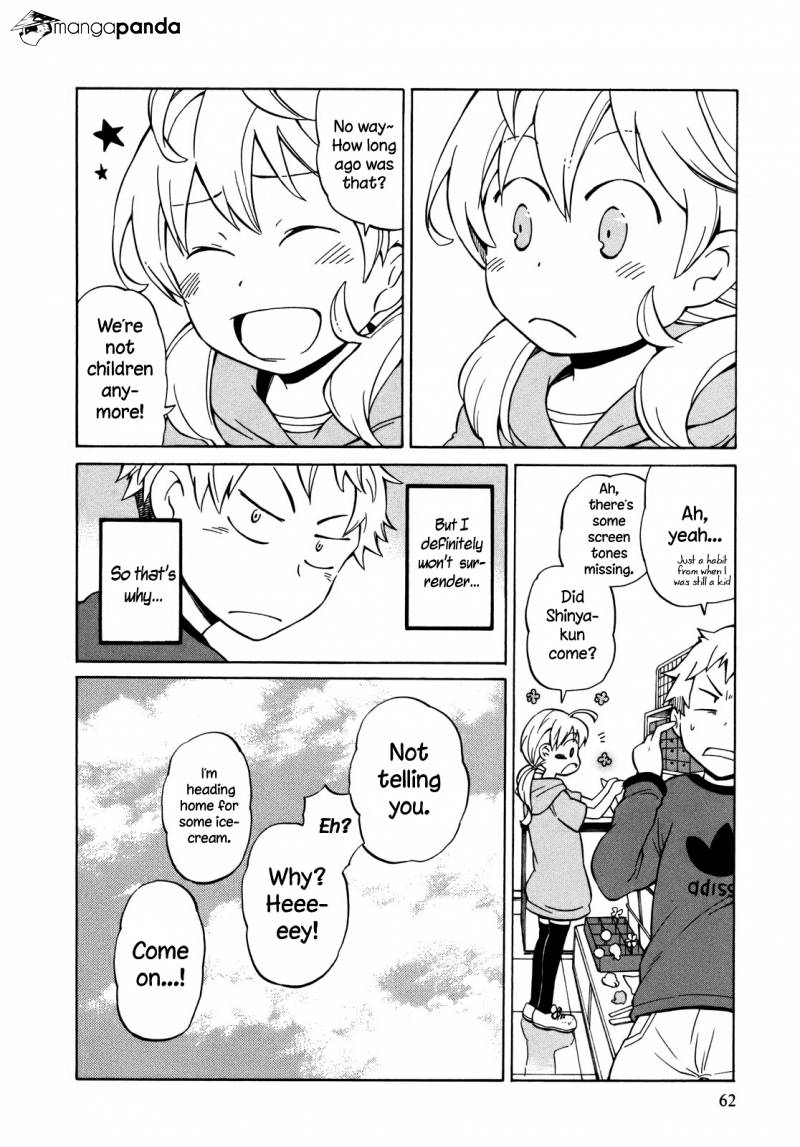 mangapanda
No way~
How long
ago was
that?
We're
not
children
any-
more!
Ah,
yeah...
Just a habit
from when I
was still a kid
Ah,
there's
some
screen
tones
missing.
Did
Shinya-
kun
come?
adiss
But I
definitely
won't sur-
render...
So that's
why...
Not
telling
you.
Eh?
Why?
Heee-
eey!
I'm
heading
home for
some ice-
cream.
Come
on...!
62